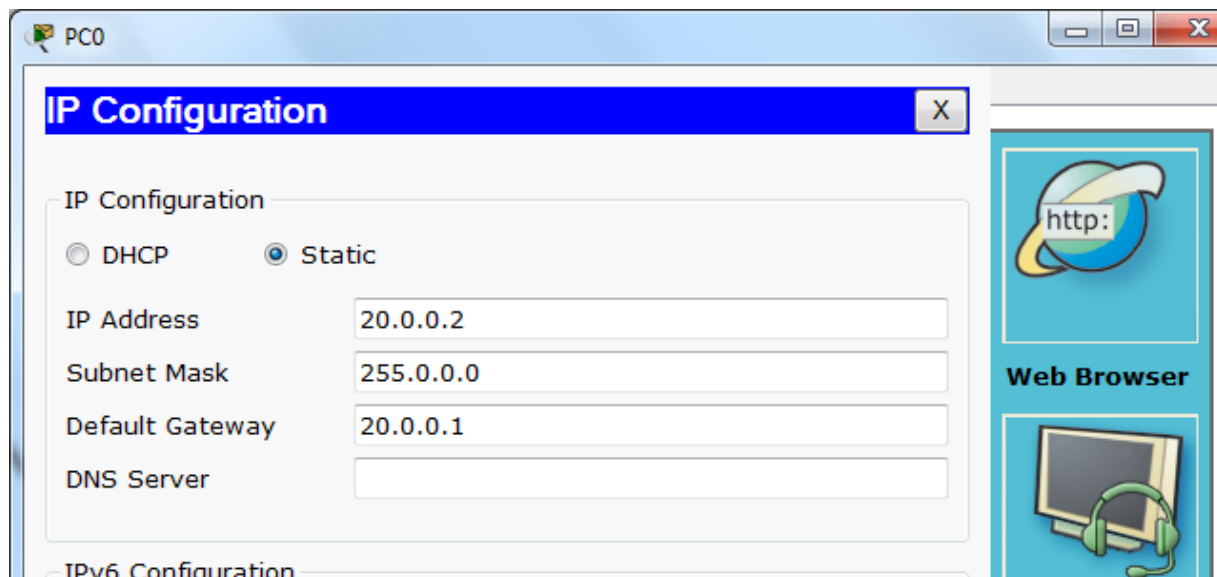 PC0
IP Configuration
X
IP Configuration
DHCP Static
IP Address 20.0.0.2
Subnet Mask 255.0.0.0
Default Gateway 20.0.0.1
DNS Server
IPv6 Configuration
http:
Web Browser